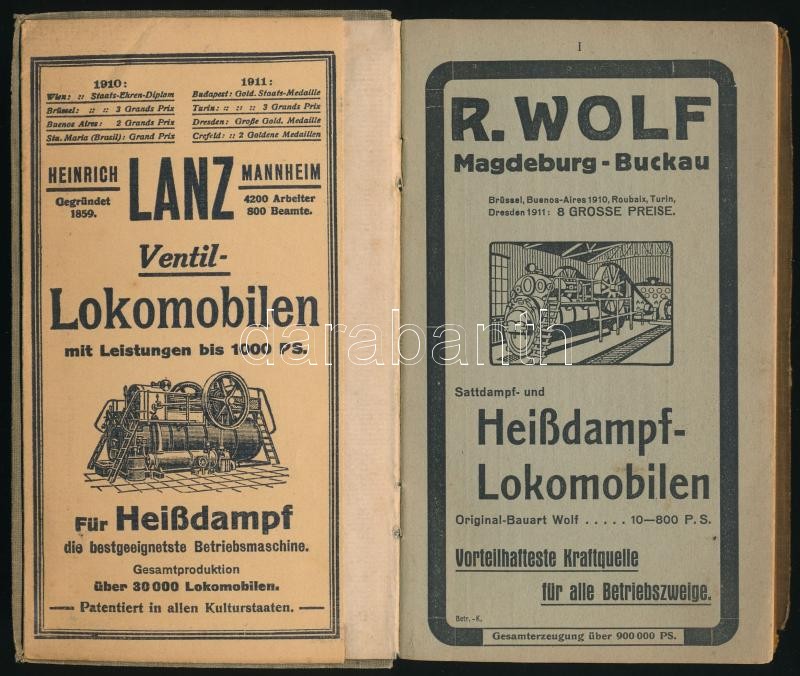 1910:
Wien: :: Staats-Ehren-Diplom
Brüssel: :: 3 Grands Prix
Buenos Aires: 2 Grands Prix
Sta. Maria (Brasil): Grand Prix
1911:
Budapest: Gold. Staats-Medaille
Turin: :: :: :: 3 Grands Prix
Dresden: Große Gold. Medaille
Crefeld: :: 2 Goldene Medaillen
HEINRICH LANZ MANNHEIM
Gegründet
1859.
4200 Arbeiter
800 Beamte.
Ventil-
Lokomobilen
mit Leistungen bis 1000 PS.
Für Heißdampf
die bestgeeignetste Betriebsmaschine.
Gesamtproduktion
über 30000 Lokomobilen.
Patentiert in allen Kulturstaaten.
I
R. WOLF
Magdeburg-Buckau
Brüssel, Buenos-Aires 1910, Roubaix, Turin,
Dresden 1911: 8 GROSSE PREISE.
Sattdampf- und
Heißdampf-
Lokomobilen
Original-Bauart Wolf . . . . . 10—800 P. S.
Vorteilhafteste Kraftquelle
für alle Betriebszweige.
Betr.-K.
Gesamterzeugung über 900 000 PS.
darabanth